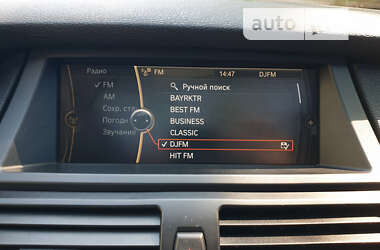 auto
FM 14:47 DJFM
Радио
✓ FM
AM
Сохр. ста
Погодн
Звучание
Ручной поиск
BAYRKTR
BEST FM
BUSINESS
CLASSIC
✓ DJFM
HIT FM